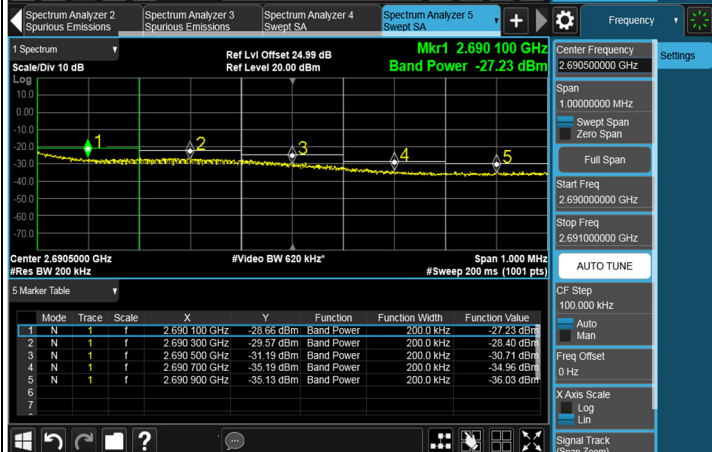 Spectrum Analyzer 2
Spurious Emissions
Spectrum Analyzer 3
Spurious Emissions
Spectrum Analyzer 4
Swept SA
Spectrum Analyzer 5
Swept SA
+
Frequency
1 Spectrum
Scale/Div 10 dB
Ref Lvl Offset 24.99 dB
Ref Level 20.00 dBm
Mkr1 2.690 100 GHz
Band Power -27.23 dBm
Log
10.0
0.00
-10.0
-20.0
-30.0
-40.0
-50.0
-60.0
-70.0
1
2
3
4
5
Center 2.6905000 GHz
#Res BW 200 kHz
#Video BW 620 kHz*
Span 1.000 MHz
#Sweep 200 ms (1001 pts)
5 Marker Table
Mode Trace Scale X Y Function Function Width Function Value
1 N 1 f 2.690 100 GHz -28.66 dBm Band Power 200.0 kHz -27.23 dBm
2 N 1 f 2.690 300 GHz -29.57 dBm Band Power 200.0 kHz -28.40 dBm
3 N 1 f 2.690 500 GHz -31.19 dBm Band Power 200.0 kHz -30.71 dBm
4 N 1 f 2.690 700 GHz -35.19 dBm Band Power 200.0 kHz -34.96 dBm
5 N 1 f 2.690 900 GHz -35.13 dBm Band Power 200.0 kHz -36.03 dBm
6
7
?
Center Frequency
2.690500000 GHz
Settings
Span
1.00000000 MHz
Swept Span
Zero Span
Full Span
Start Freq
2.690000000 GHz
Stop Freq
2.691000000 GHz
AUTO TUNE
CF Step
100.000 kHz
Auto
Man
Freq Offset
0 Hz
X Axis Scale
Log
Lin
Signal Track
(Span Zoom)